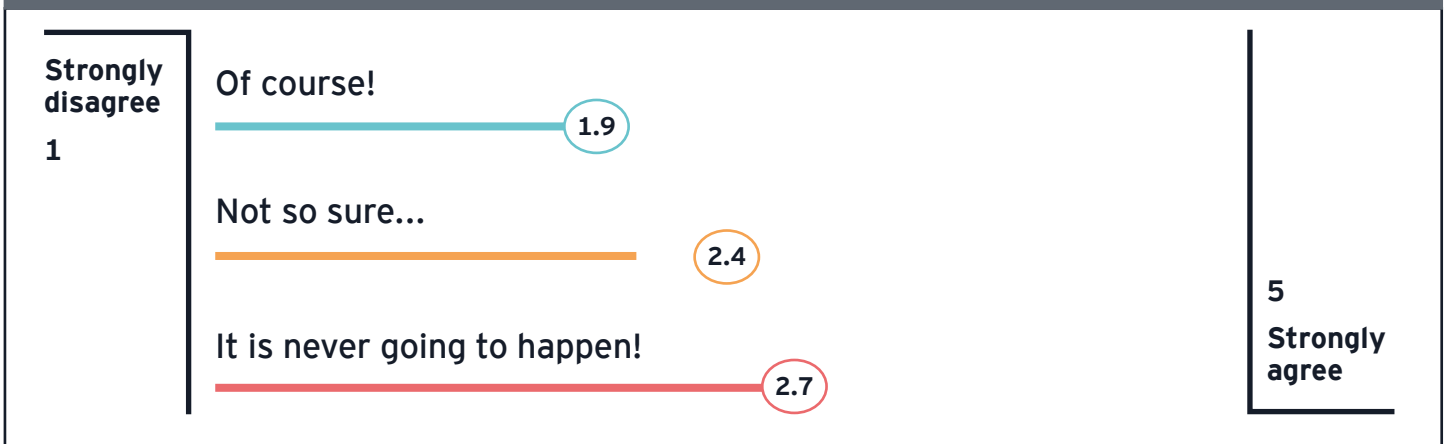 Strongly
disagree
1
Of course!
1.9
Not so sure...
2.4
It is never going to happen!
2.7
5
Strongly
agree